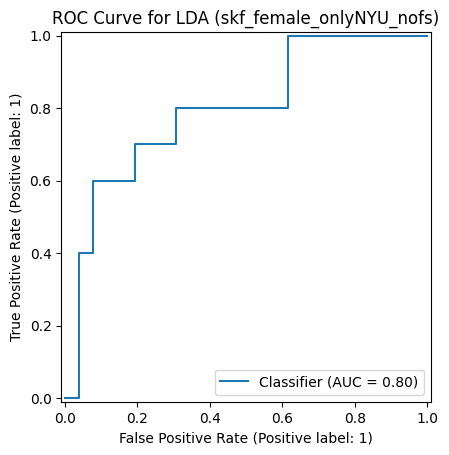 ROC Curve for LDA (skf_female_onlyNYU_nofs)
1.0
0.8
0.6
0.4
0.2
0.0
True Positive Rate (Positive label: 1)
Classifier (AUC = 0.80)
0.0 0.2 0.4 0.6 0.8 1.0
False Positive Rate (Positive label: 1)